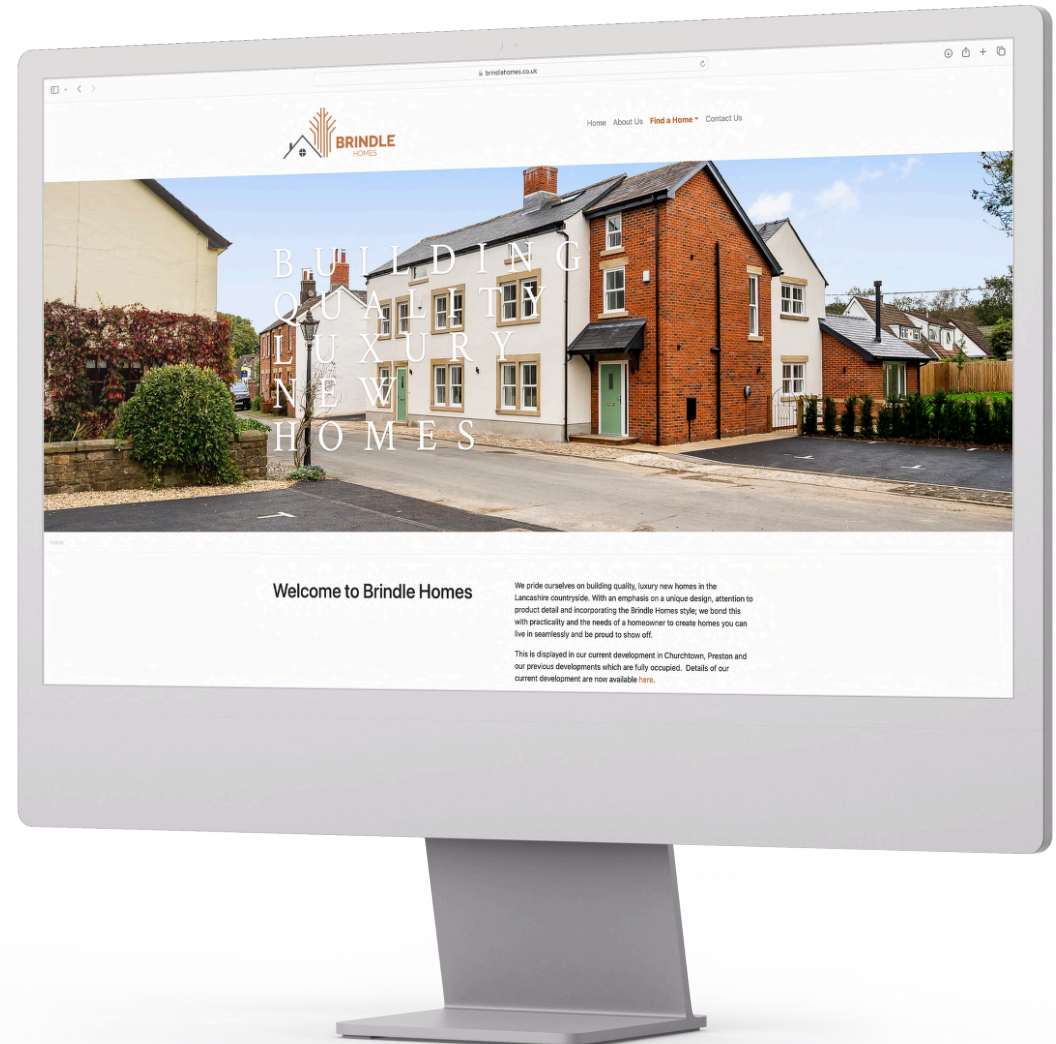 brindlehomes.co.uk
BRINDLE
HOMES
Home About Us Find a Home Contact Us
BUILDING
QUALITY
LUXURY
NEW
HOMES
Home
Welcome to Brindle Homes
We pride ourselves on building quality, luxury new homes in the
Lancashire countryside. With an emphasis on a unique design, attention to
product detail and incorporating the Brindle Homes style; we bond this
with practicality and the needs of a homeowner to create homes you can
live in seamlessly and be proud to show off.
This is displayed in our current development in Churchtown, Preston and
our previous developments which are fully occupied. Details of our
current development are now available here.